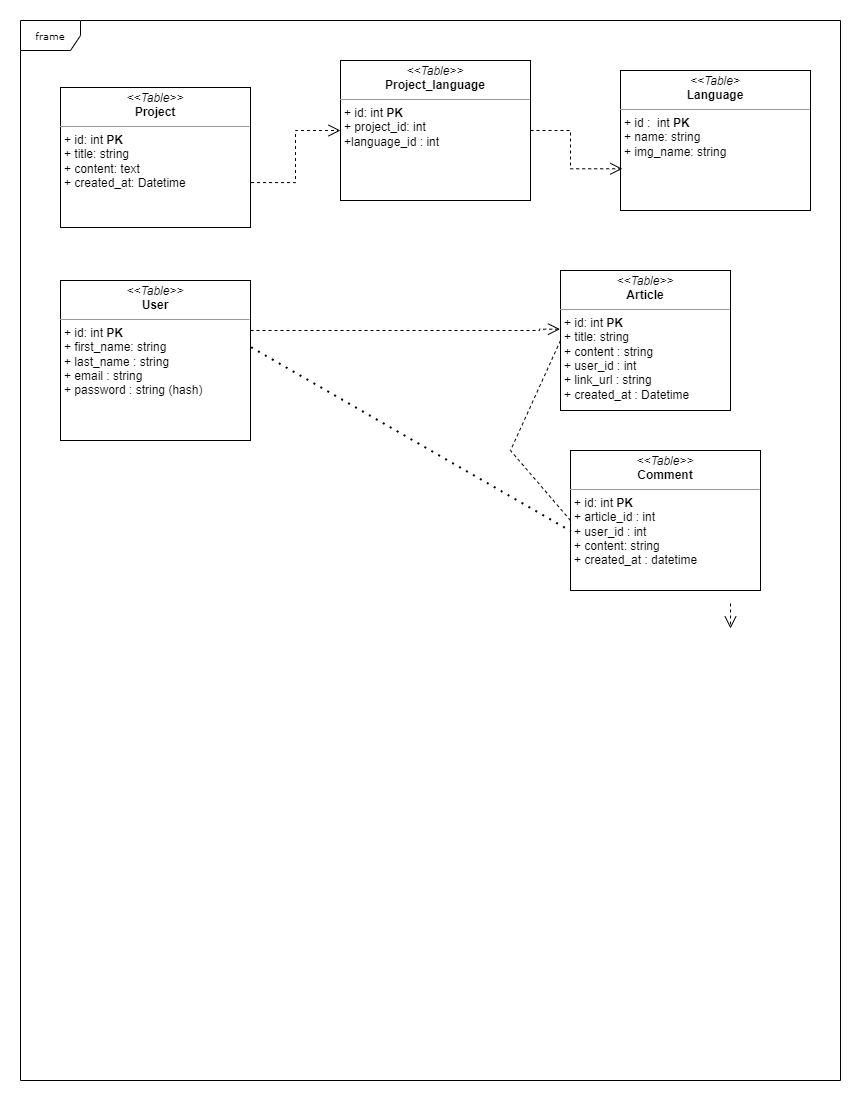 frame
<<Table>>
Project
+ id: int PK
+ title: string
+ content: text
+ created_at: Datetime
<<Table>>
Project_language
+ id: int PK
+ project_id: int
+language_id : int
<<Table>
Language
+ id :  int PK
+ name: string
+ img_name: string
<<Table>>
User
+ id: int PK
+ first_name: string
+ last_name : string
+ email : string
+ password : string (hash)
<<Table>>
Article
+ id: int PK
+ title: string
+ content : string
+ user_id : int
+ link_url : string
+ created_at : Datetime
<<Table>>
Comment
+ id: int PK
+ article_id : int
+ user_id : int
+ content: string
+ created_at : datetime